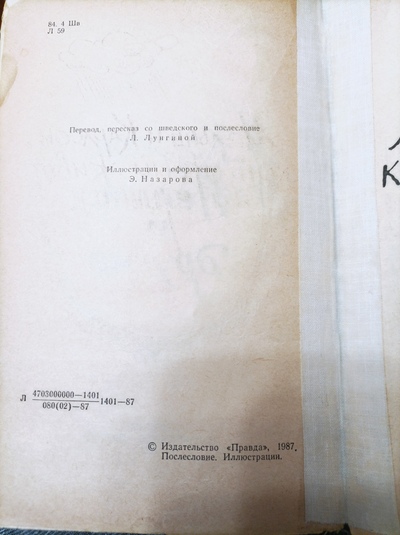 84. 4 Шв
Л 59
Перевод, пересказ со шведского и послесловие
Л. Лунгиной
Иллюстрации и оформление
Э. Назарова
Л 4703000000—1401 1401—87
080(02)—87
© Издательство «Правда», 1987.
Послесловие. Иллюстрации.
К